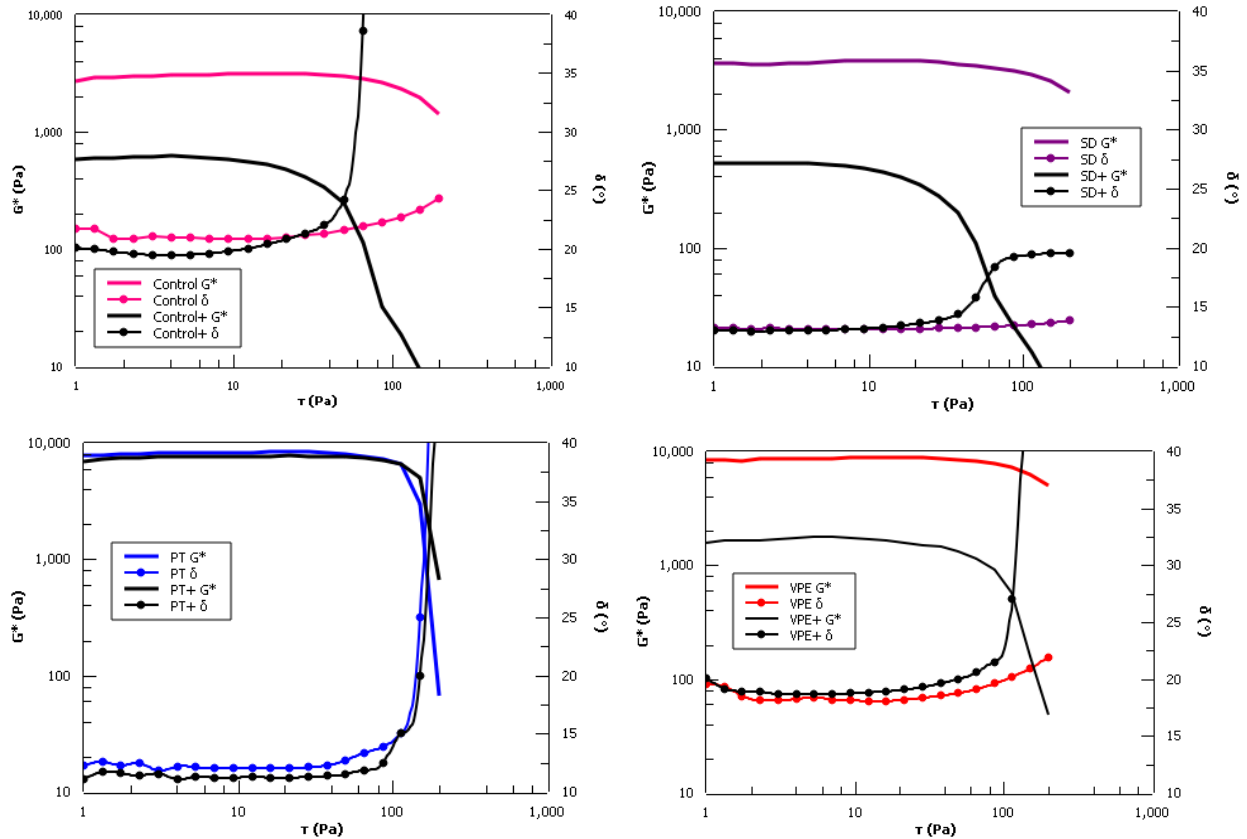 10,000
1,000
100
10
G* (Pa)
40
35
30
25
20
15
10
δ (°)
Control G*
Control δ
Control+ G*
Control+ δ
1 10 100 1,000
τ (Pa)
10,000
1,000
100
10
G* (Pa)
40
35
30
25
20
15
10
δ (°)
SD G*
SD δ
SD+ G*
SD+ δ
1 10 100 1,000
τ (Pa)
10,000
1,000
100
10
G* (Pa)
40
35
30
25
20
15
10
δ (°)
PT G*
PT δ
PT+ G*
PT+ δ
1 10 100 1,000
τ (Pa)
10,000
1,000
100
10
G* (Pa)
40
35
30
25
20
15
10
δ (°)
VPE G*
VPE δ
VPE+ G*
VPE+ δ
1 10 100 1,000
τ (Pa)